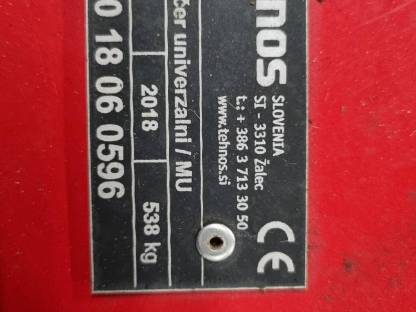 nos
SLOVENIA
SI - 3310 Žalec
t.: + 386 3 713 30 50
www.tehnos.si
CE
čer univerzalni / MU
2018 538 kg
0 18 06 0596